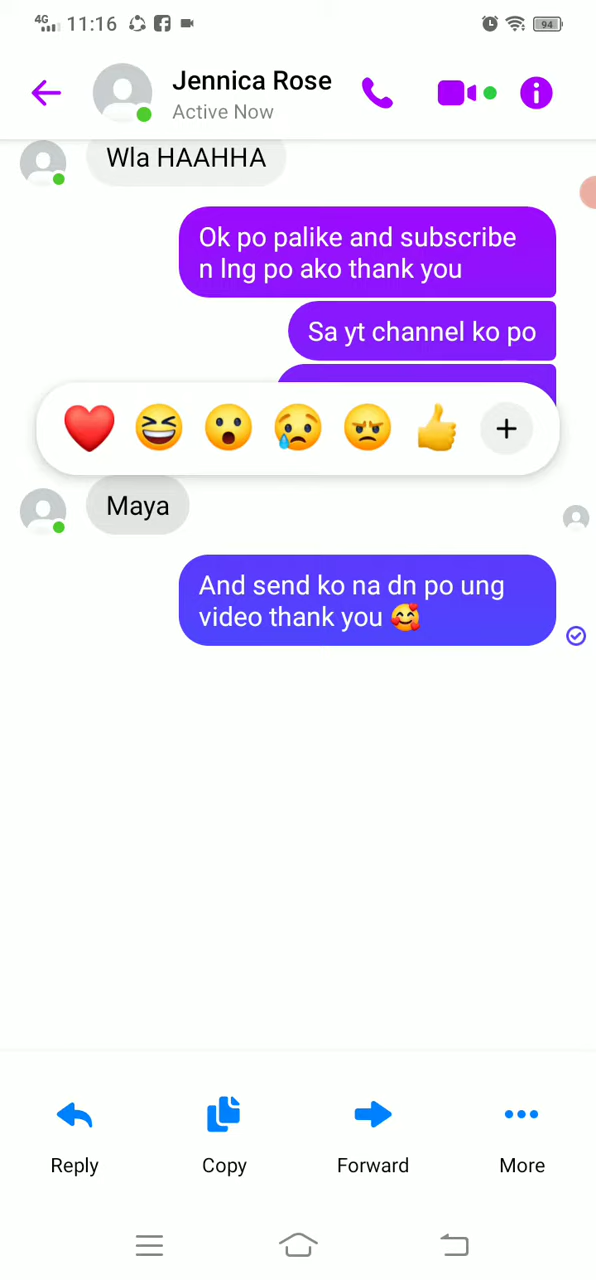 4G 11:16 94
Jennica Rose
Active Now
Wla HAAHHA
Ok po palike and subscribe
n lng po ako thank you
Sa yt channel ko po
Maya
And send ko na dn po ung
video thank you 🥰
Reply Copy Forward More